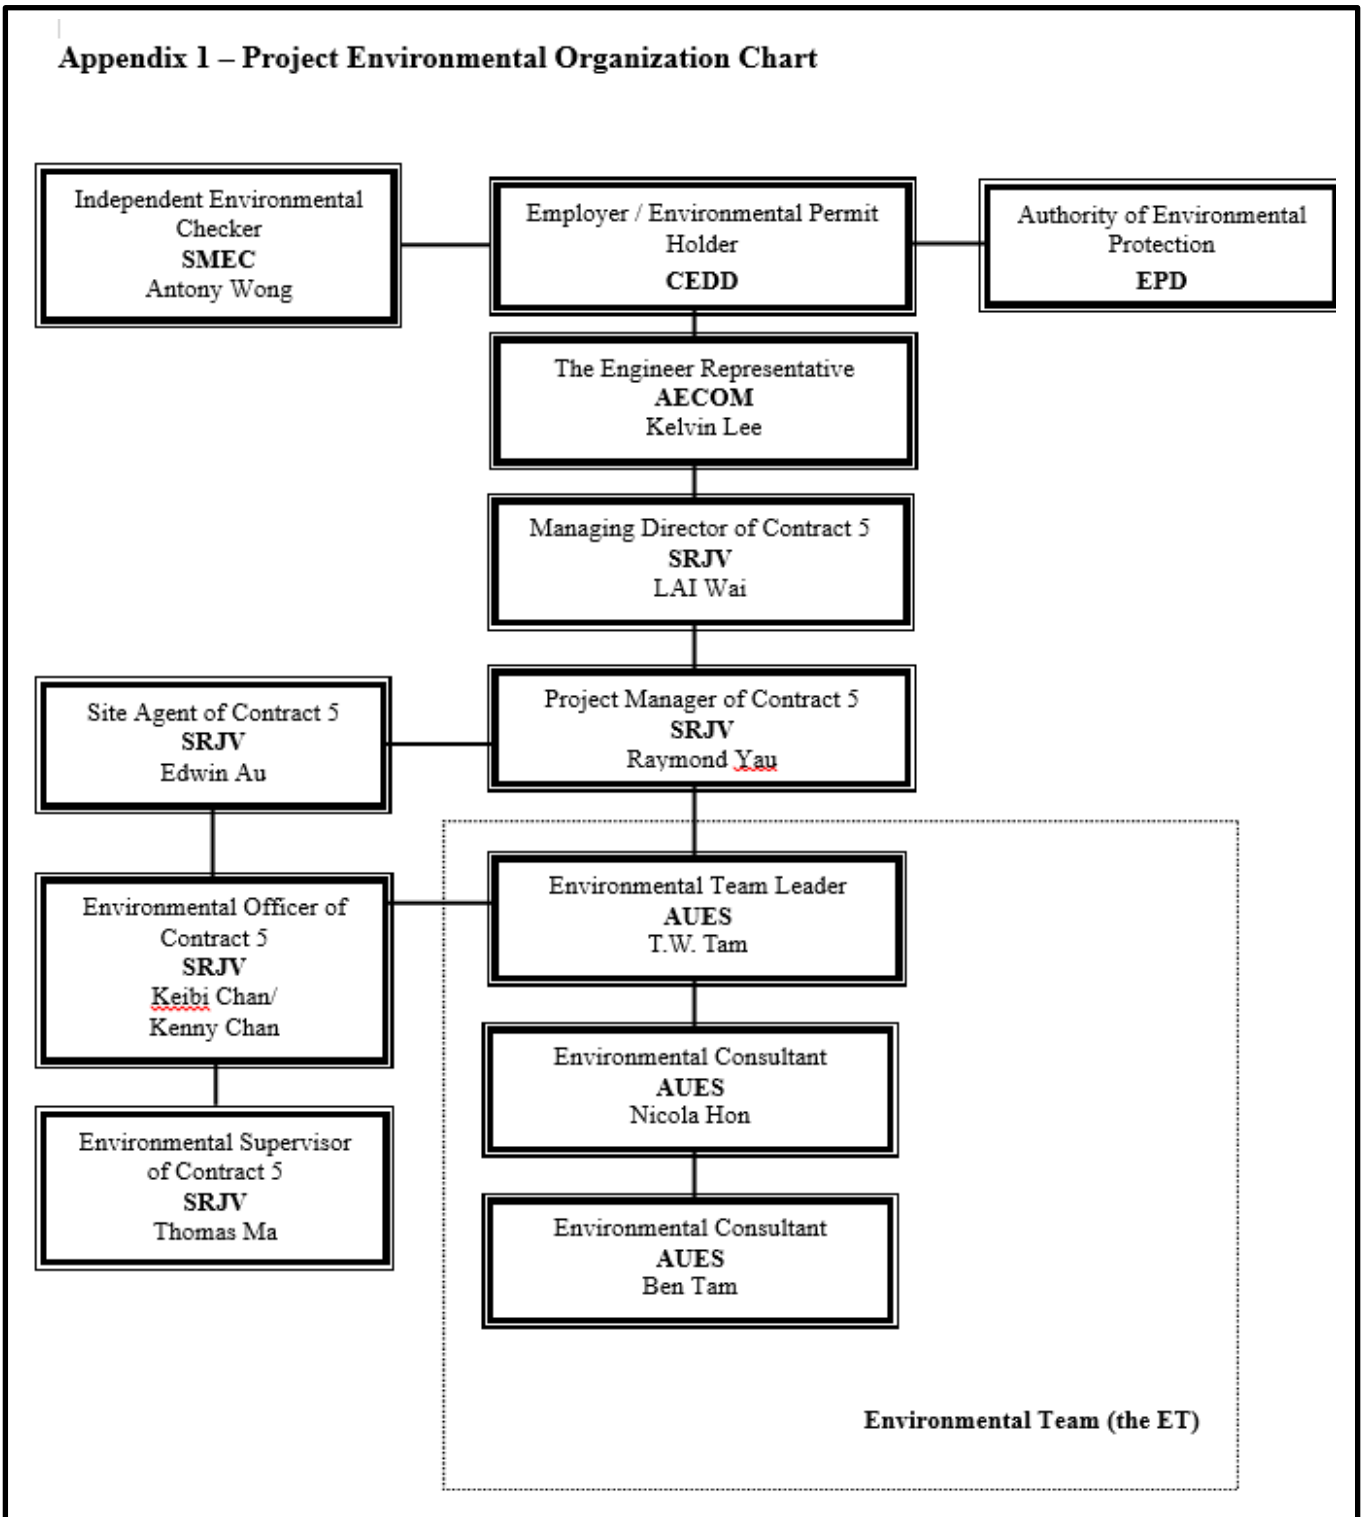 Appendix 1 – Project Environmental Organization Chart
Independent Environmental
Checker
SMEC
Antony Wong
Employer / Environmental Permit
Holder
CEDD
Authority of Environmental
Protection
EPD
The Engineer Representative
AECOM
Kelvin Lee
Managing Director of Contract 5
SRJV
LAI Wai
Site Agent of Contract 5
SRJV
Edwin Au
Project Manager of Contract 5
SRJV
Raymond Yau
Environmental Officer of
Contract 5
SRJV
Keibi Chan/
Kenny Chan
Environmental Team Leader
AUES
T.W. Tam
Environmental Consultant
AUES
Nicola Hon
Environmental Supervisor
of Contract 5
SRJV
Thomas Ma
Environmental Consultant
AUES
Ben Tam
Environmental Team (the ET)